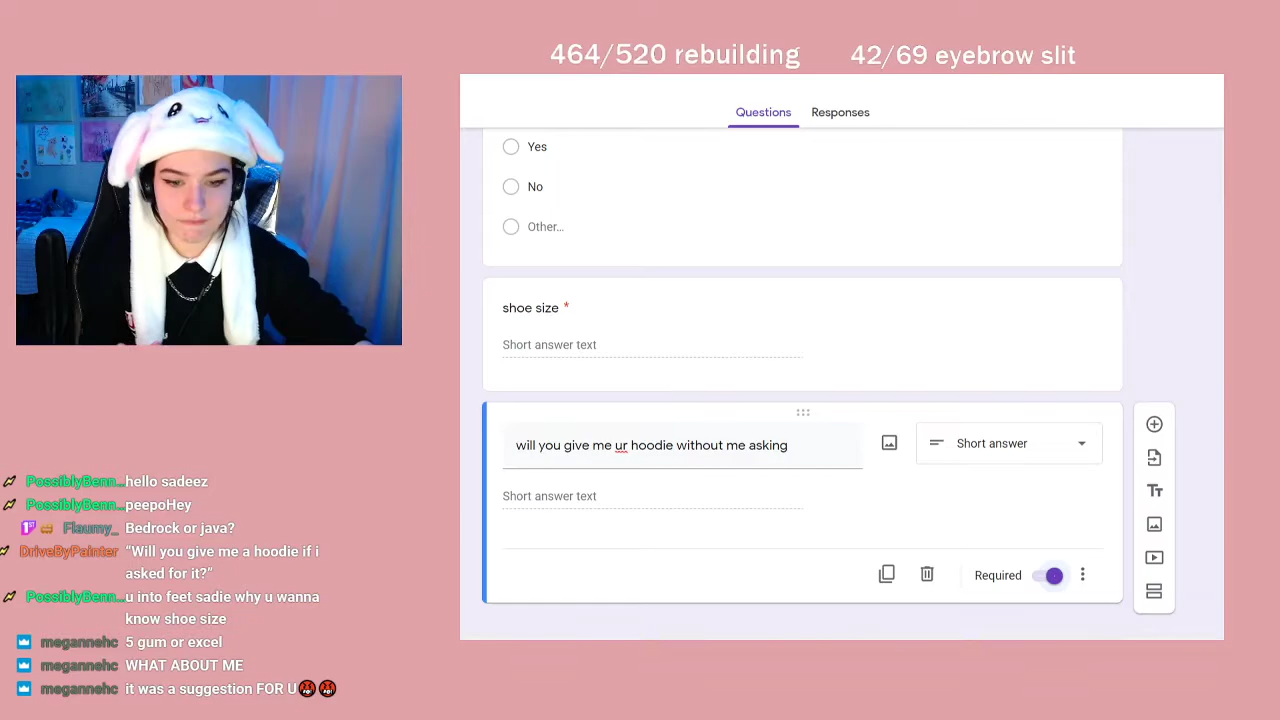 464/520 rebuilding
42/69 eyebrow slit
Questions
Responses
Yes
No
Other...
shoe size *
Short answer text
will you give me ur hoodie without me asking
Short answer
Short answer text
Required
PossiblyBenn... hello sadeez
PossiblyBenn... peepoHey
Flaumy_ Bedrock or java?
DriveByPainter "Will you give me a hoodie if i
asked for it?"
PossiblyBenn... u into feet sadie why u wanna
know shoe size
megannehc 5 gum or excel
megannehc WHAT ABOUT ME
megannehc it was a suggestion FOR U